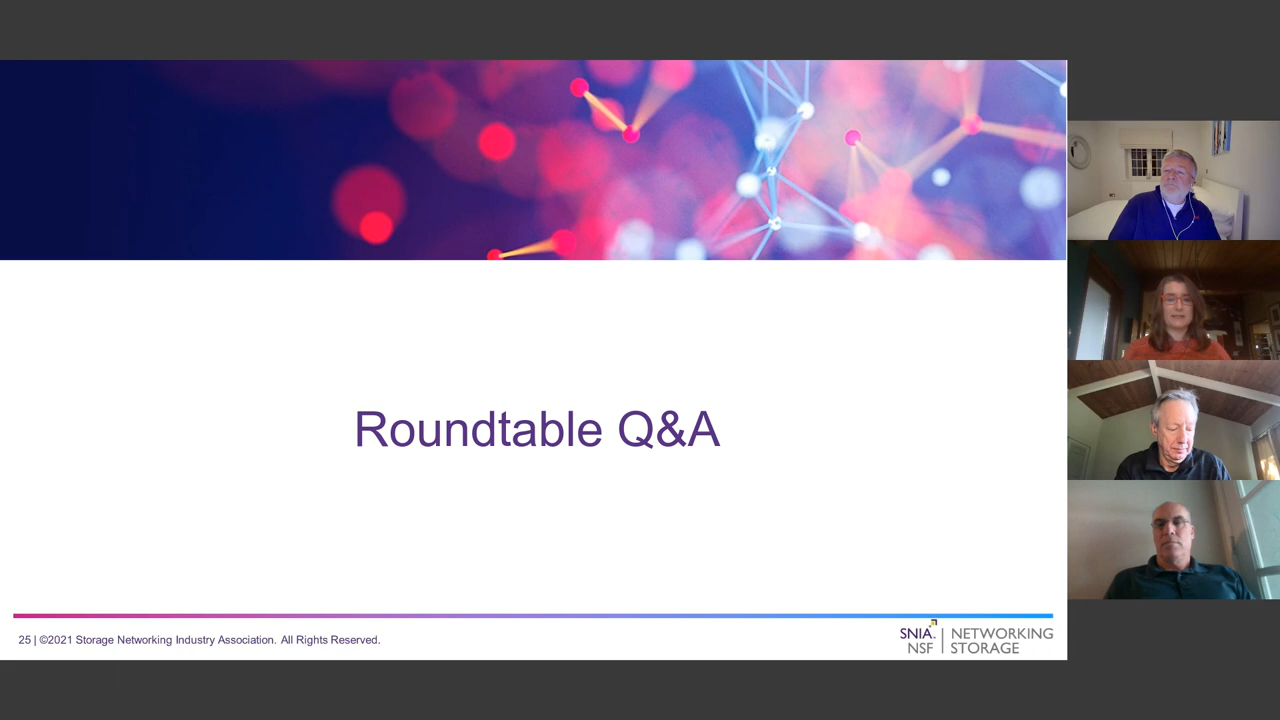 Roundtable Q&A
25 | ©2021 Storage Networking Industry Association. All Rights Reserved.
SNIA. NETWORKING
NSF STORAGE